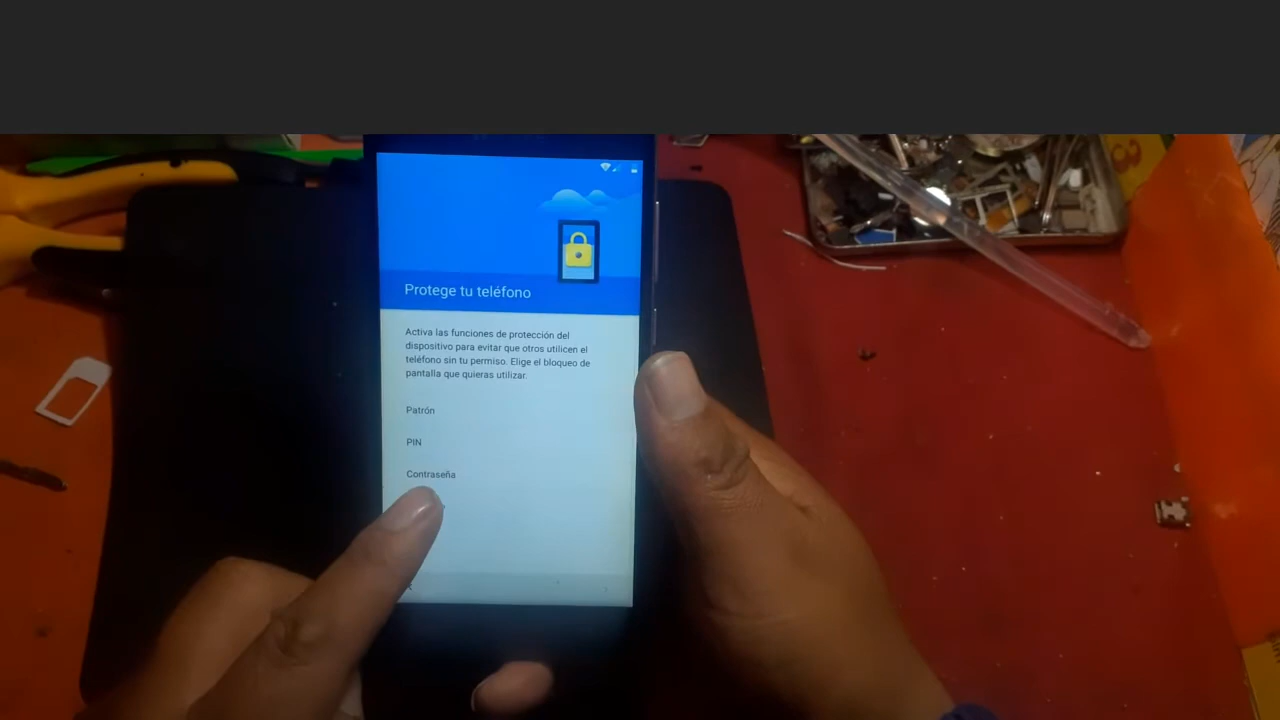 Protege tu teléfono
Activa las funciones de protección del
dispositivo para evitar que otros utilicen el
teléfono sin tu permiso. Elige el bloqueo de
pantalla que quieras utilizar.
Patrón
PIN
Contraseña